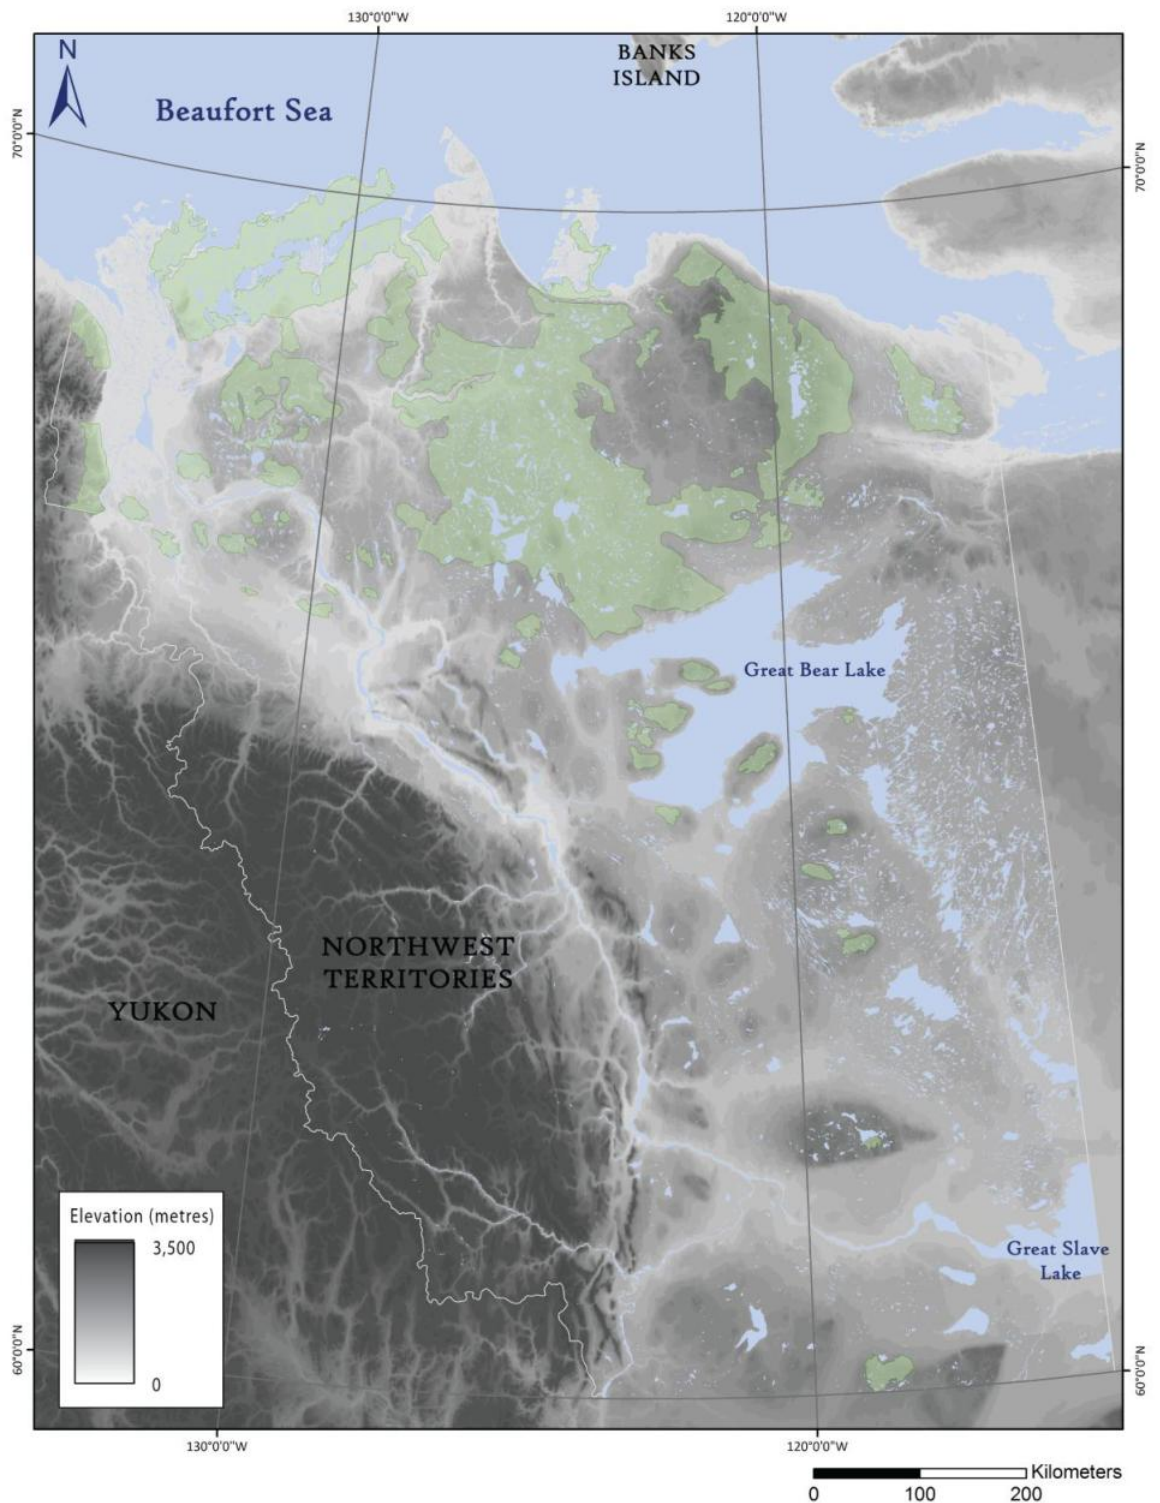 130°0'0"W
120°0'0"W
N
BANKS
ISLAND
Beaufort Sea
70°0'0"N
70°0'0"N
Great Bear Lake
NORTHWEST
TERRITORIES
YUKON
Elevation (metres)
3,500
0
Great Slave
Lake
60°0'0"N
60°0'0"N
130°0'0"W
120°0'0"W
Kilometers
0
100
200